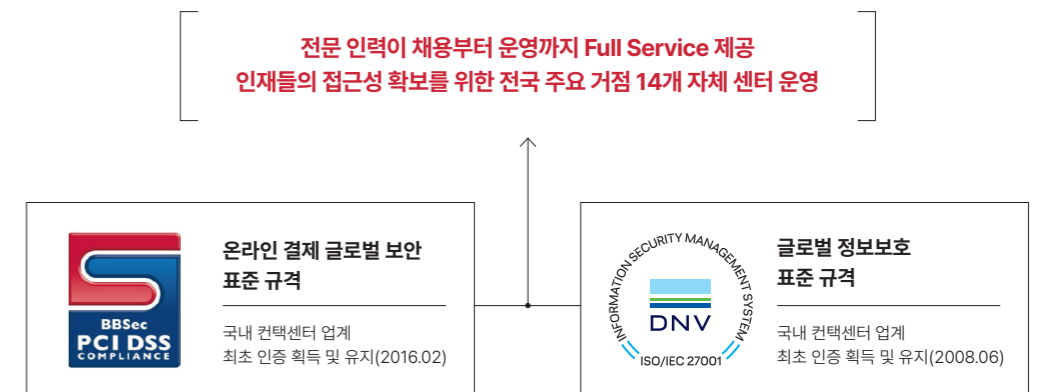 전문 인력이 채용부터 운영까지 Full Service 제공
인재들의 접근성 확보를 위한 전국 주요 거점 14개 자체 센터 운영
BBSec
PCI DSS
COMPLIANCE
온라인 결제 글로벌 보안
표준 규격
국내 컨택센터 업계
최초 인증 획득 및 유지(2016.02)
INFORMATION SECURITY MANAGEMENT SYSTEM
DNV
ISO/IEC 27001
글로벌 정보보호
표준 규격
국내 컨택센터 업계
최초 인증 획득 및 유지(2008.06)